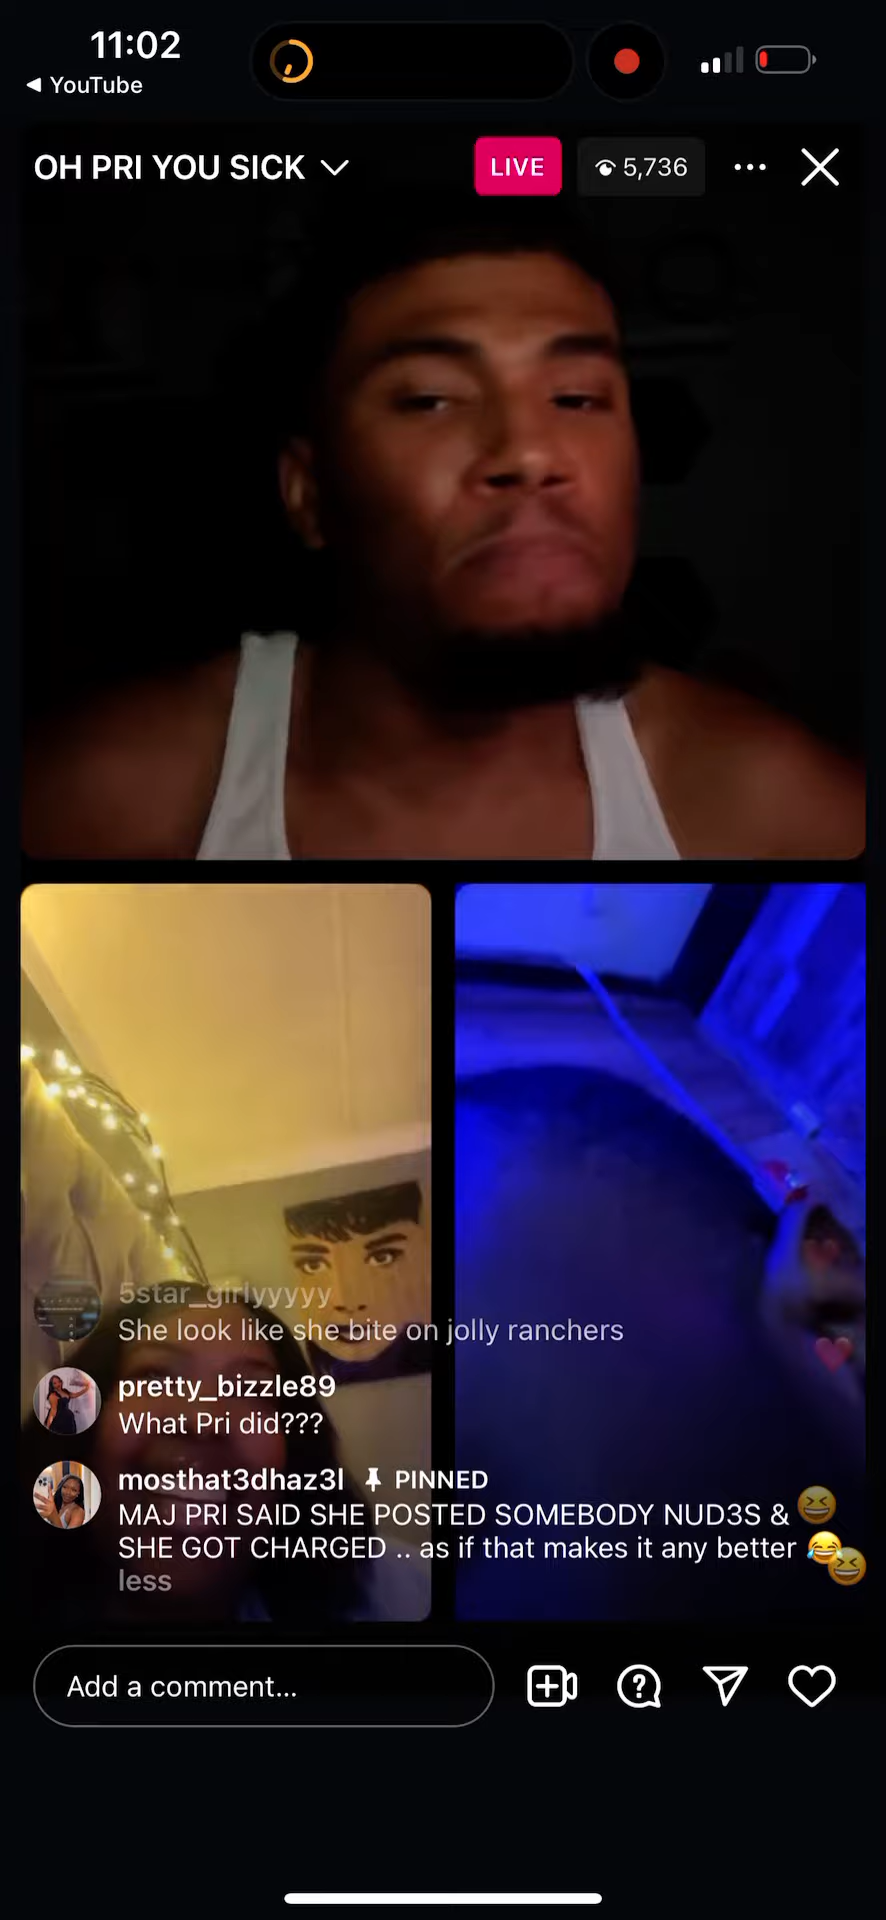 11:02
◀ YouTube
OH PRI YOU SICK
LIVE
5,736
5star_girlyyyyy
She look like she bite on jolly ranchers
pretty_bizzle89
What Pri did???
mosthat3dhaz3l PINNED
MAJ PRI SAID SHE POSTED SOMEBODY NUD3S &
SHE GOT CHARGED .. as if that makes it any better
less
Add a comment...